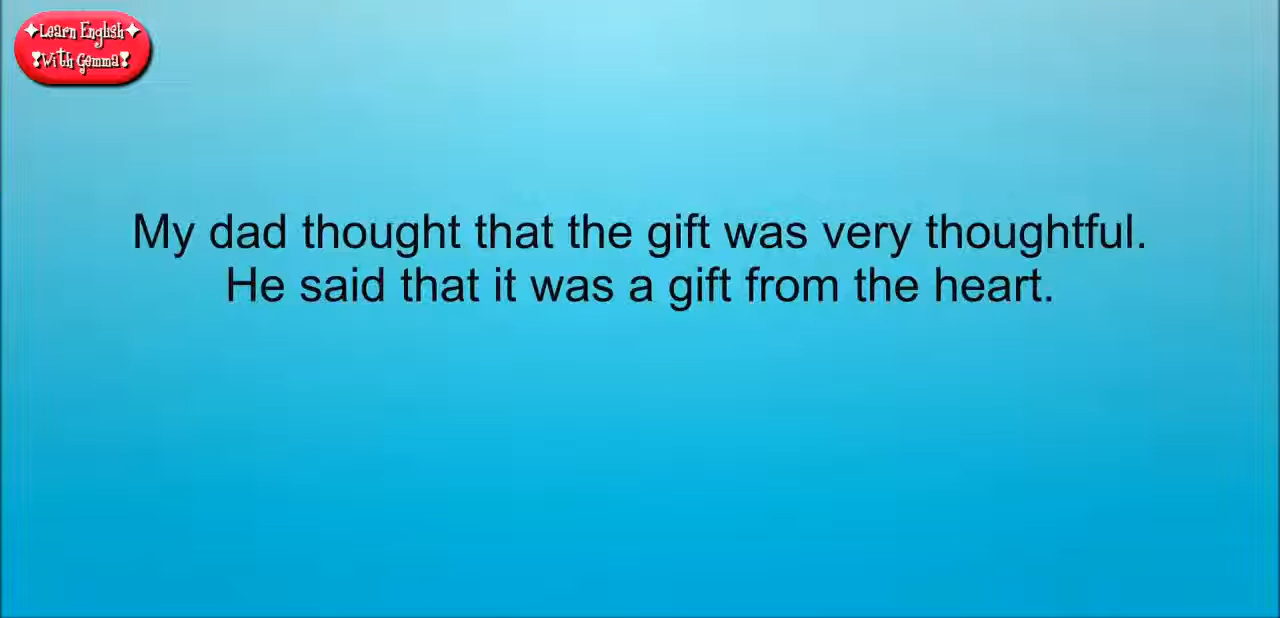 Learn English
With Gemma
My dad thought that the gift was very thoughtful.
He said that it was a gift from the heart.